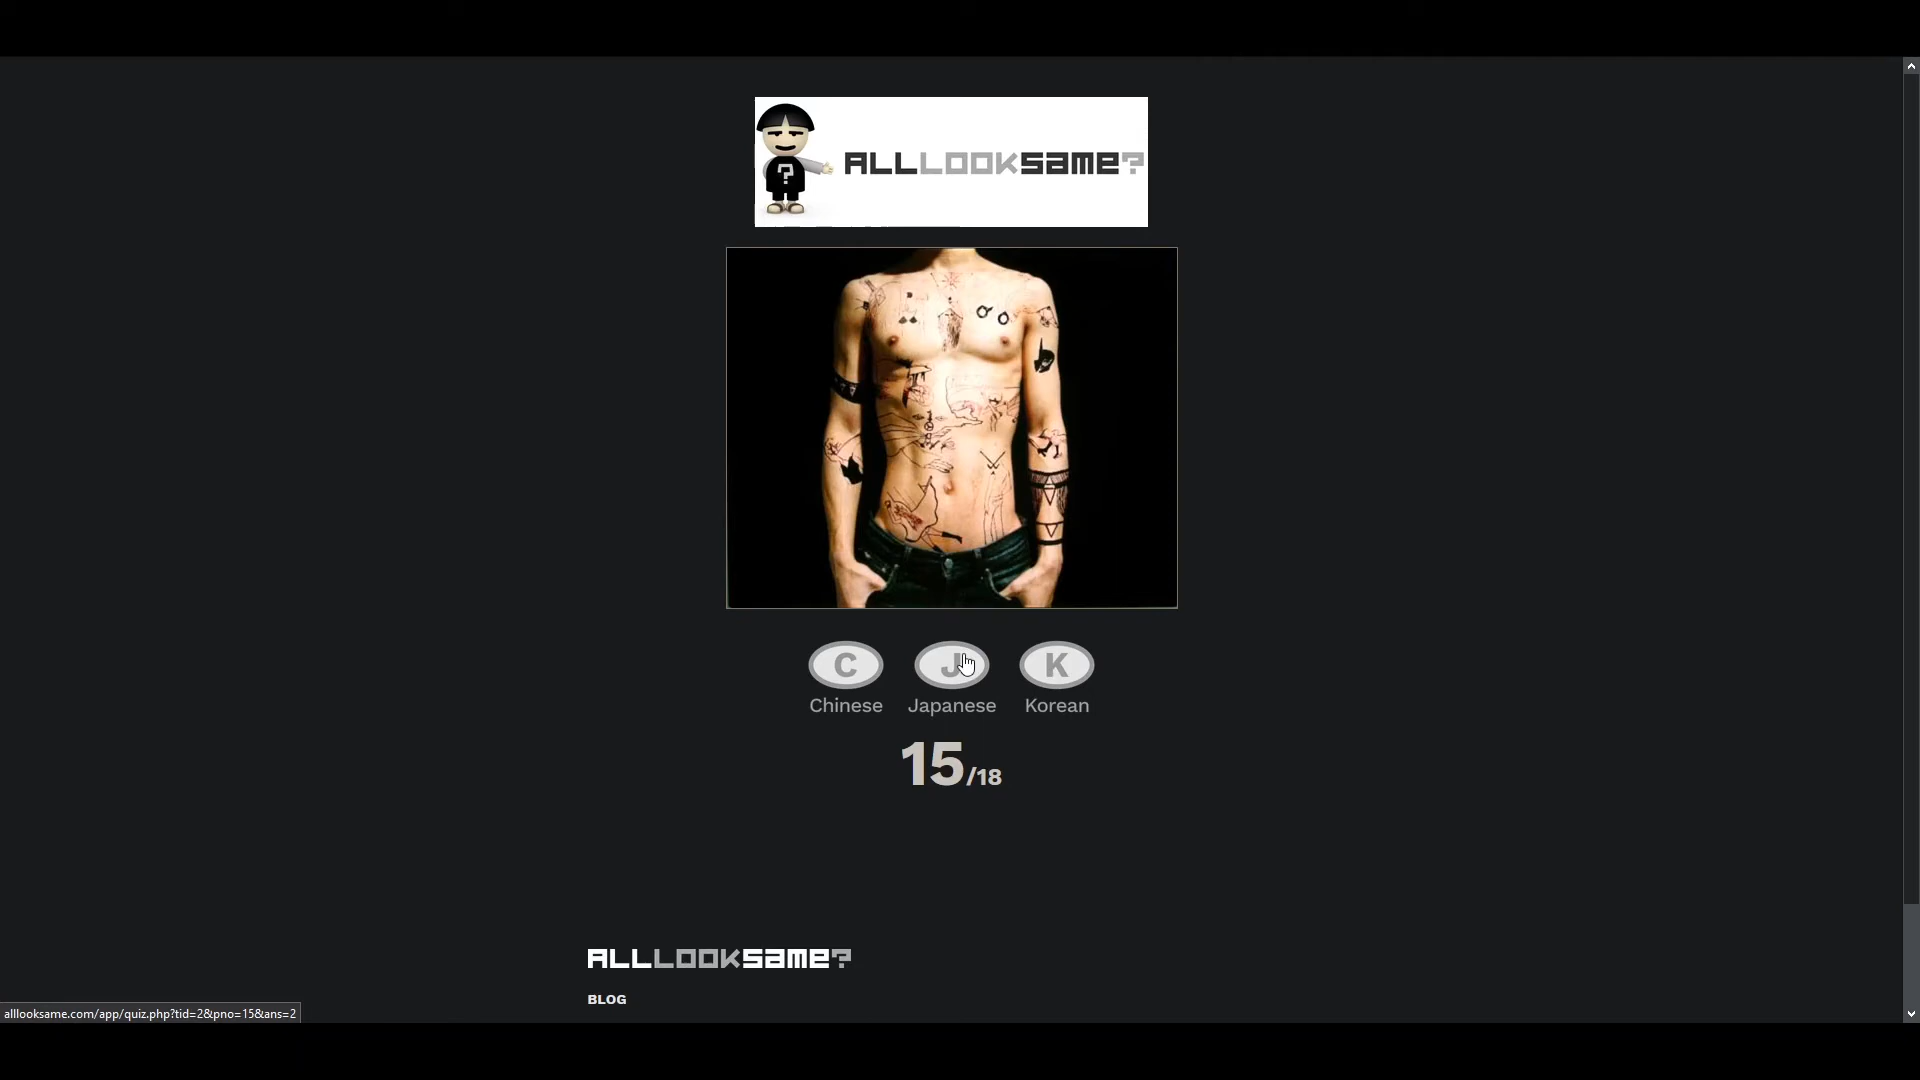 ?
ALLLOOKSAME?
C
J
K
Chinese
Japanese
Korean
15/18
ALLLOOKSAME?
BLOG
alllooksame.com/app/quiz.php?tid=2&pno=15&ans=2